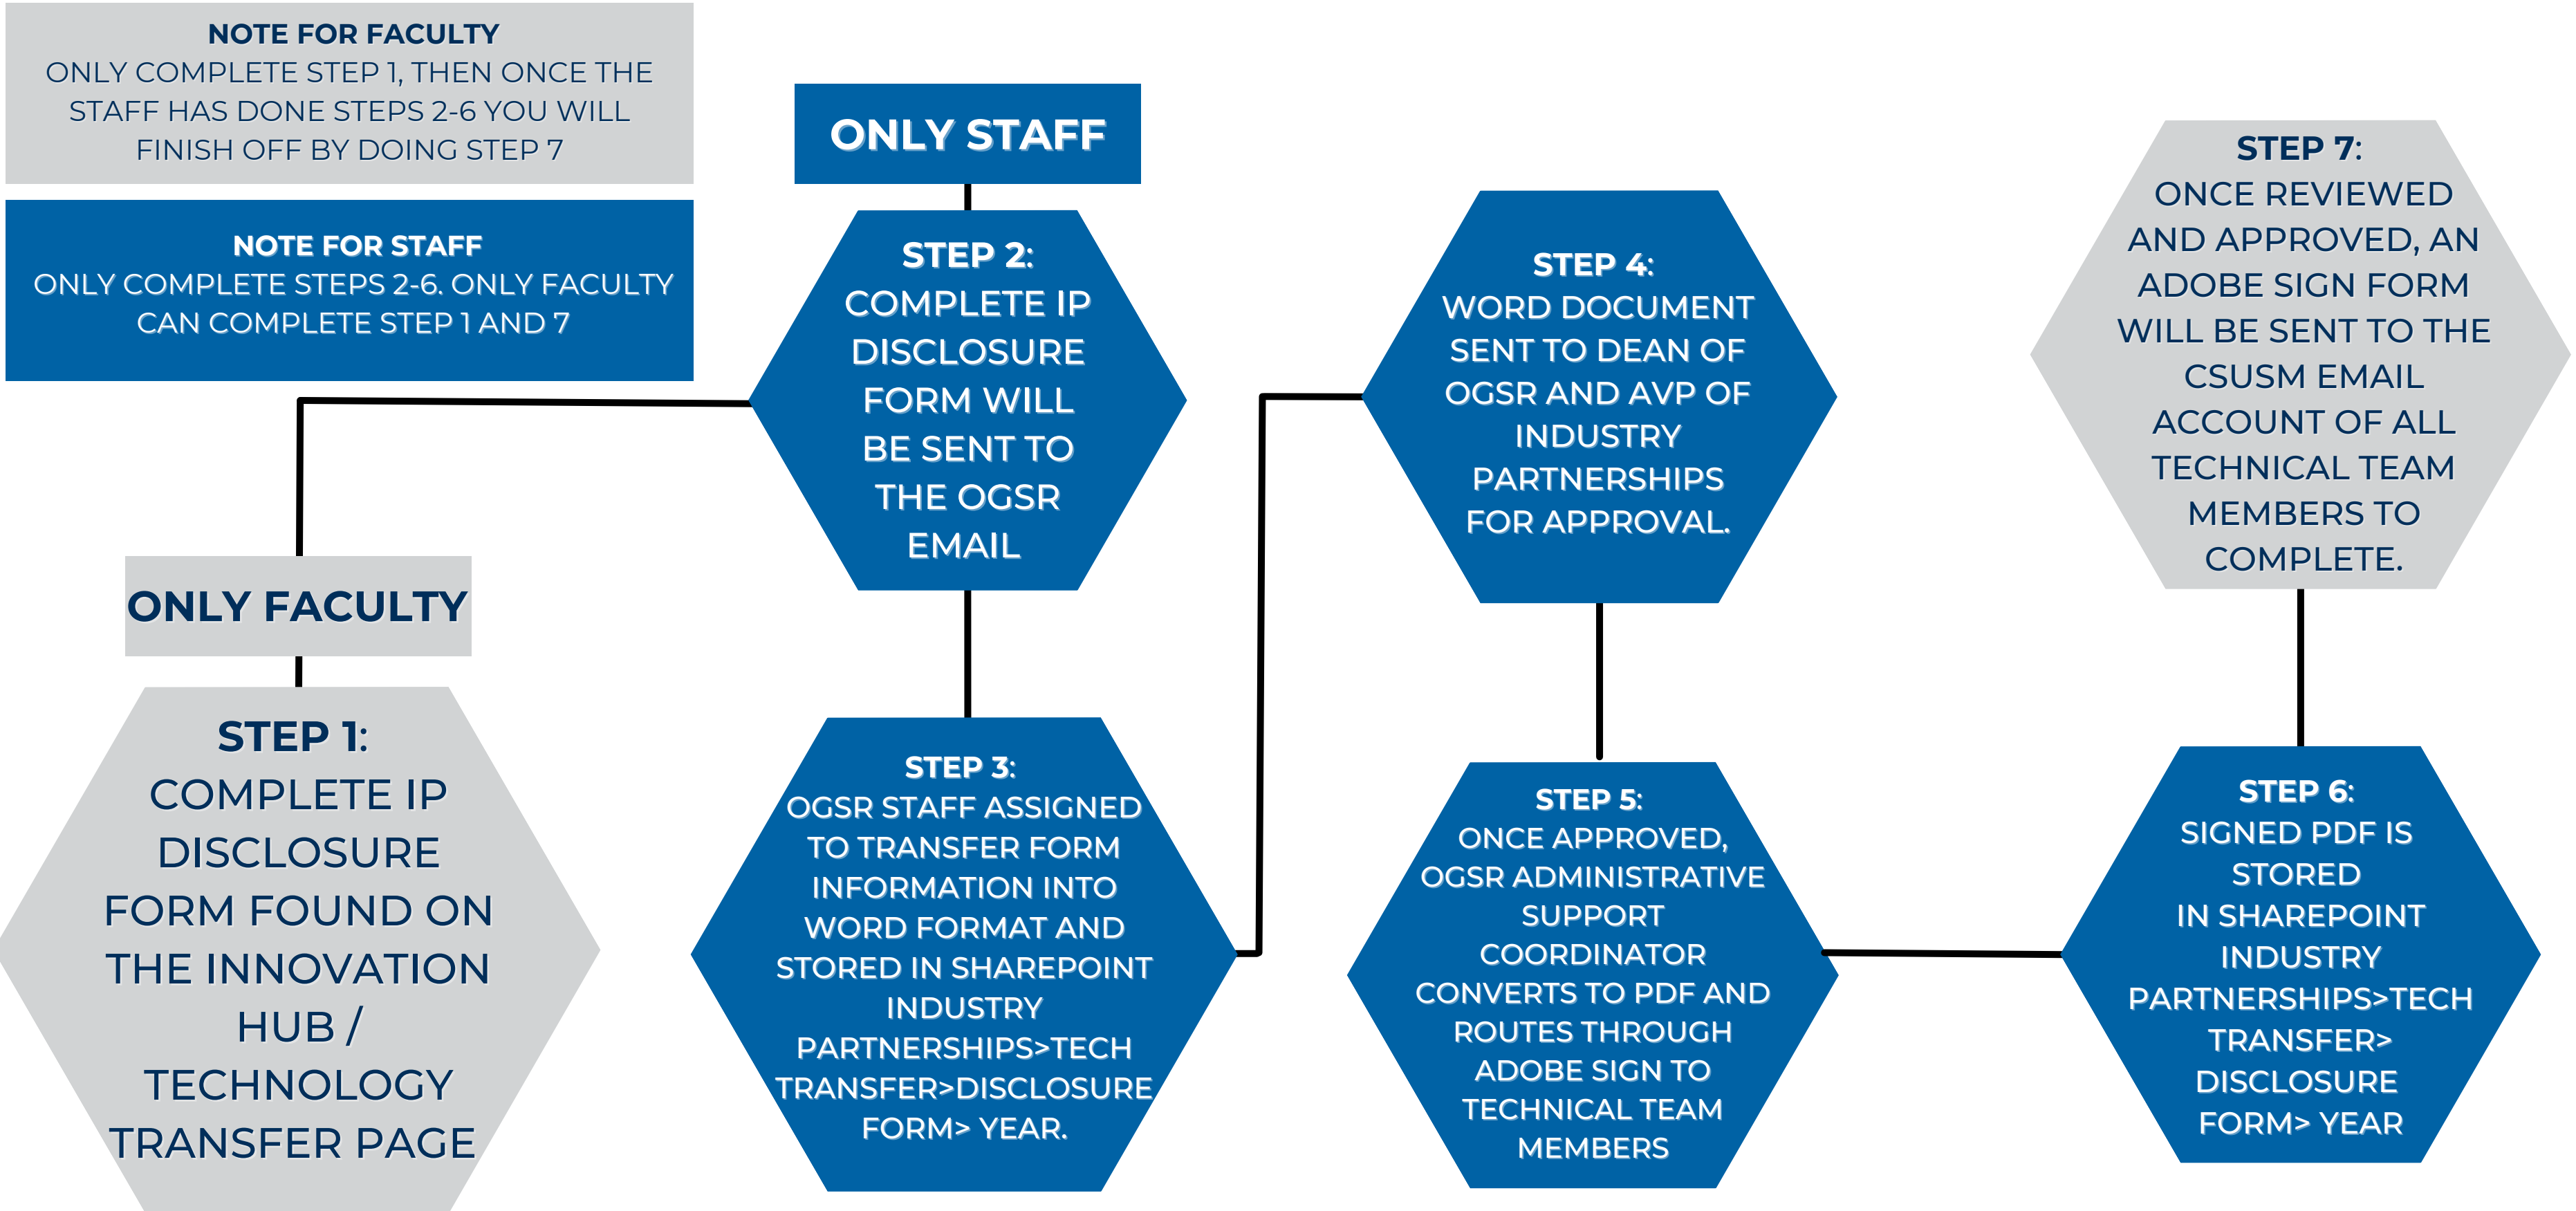 NOTE FOR FACULTY
ONLY COMPLETE STEP 1, THEN ONCE THE
STAFF HAS DONE STEPS 2-6 YOU WILL
FINISH OFF BY DOING STEP 7
NOTE FOR STAFF
ONLY COMPLETE STEPS 2-6. ONLY FACULTY
CAN COMPLETE STEP 1 AND 7
ONLY FACULTY
STEP 1:
COMPLETE IP
DISCLOSURE
FORM FOUND ON
THE INNOVATION
HUB /
TECHNOLOGY
TRANSFER PAGE
ONLY STAFF
STEP 2:
COMPLETE IP
DISCLOSURE
FORM WILL
BE SENT TO
THE OGSR
EMAIL
STEP 3:
OGSR STAFF ASSIGNED
TO TRANSFER FORM
INFORMATION INTO
WORD FORMAT AND
STORED IN SHAREPOINT
INDUSTRY
PARTNERSHIPS>TECH
TRANSFER>DISCLOSURE
FORM> YEAR.
STEP 4:
WORD DOCUMENT
SENT TO DEAN OF
OGSR AND AVP OF
INDUSTRY
PARTNERSHIPS
FOR APPROVAL.
STEP 5:
ONCE APPROVED,
OGSR ADMINISTRATIVE
SUPPORT
COORDINATOR
CONVERTS TO PDF AND
ROUTES THROUGH
ADOBE SIGN TO
TECHNICAL TEAM
MEMBERS
STEP 6:
SIGNED PDF IS
STORED
IN SHAREPOINT
INDUSTRY
PARTNERSHIPS>TECH
TRANSFER>
DISCLOSURE
FORM> YEAR
STEP 7:
ONCE REVIEWED
AND APPROVED, AN
ADOBE SIGN FORM
WILL BE SENT TO THE
CSUSM EMAIL
ACCOUNT OF ALL
TECHNICAL TEAM
MEMBERS TO
COMPLETE.